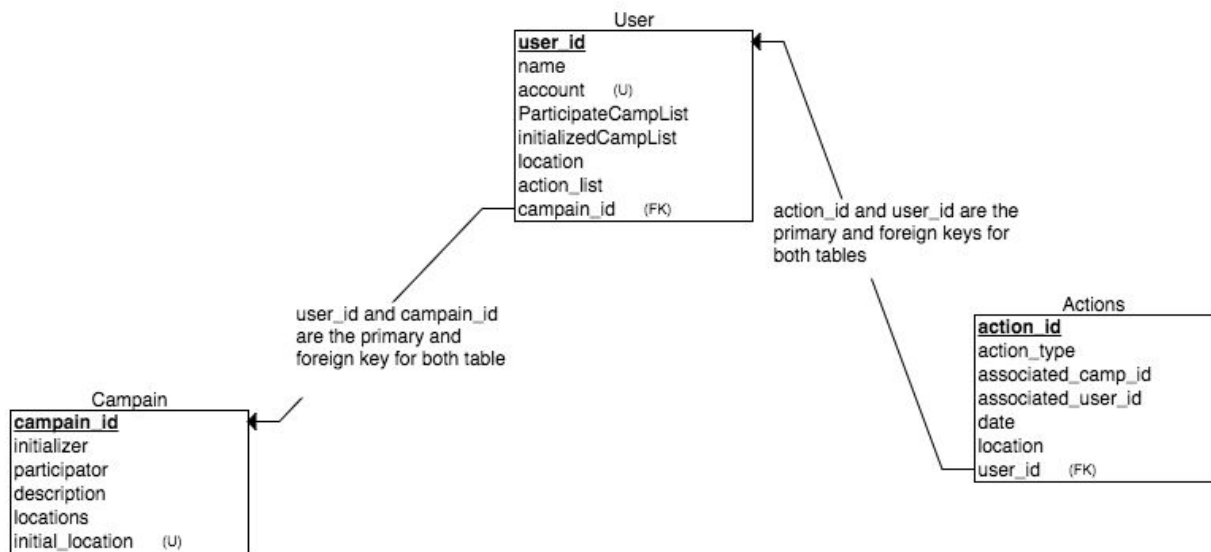 User
user_id
name
account (U)
ParticipateCampList
initializedCampList
location
action_list
campain_id (FK)
action_id and user_id are the
primary and foreign keys for
both tables
user_id and campain_id
are the primary and
foreign key for both table
Actions
action_id
action_type
associated_camp_id
associated_user_id
date
location
user_id (FK)
Campain
campain_id
initializer
participator
description
locations
initial_location (U)